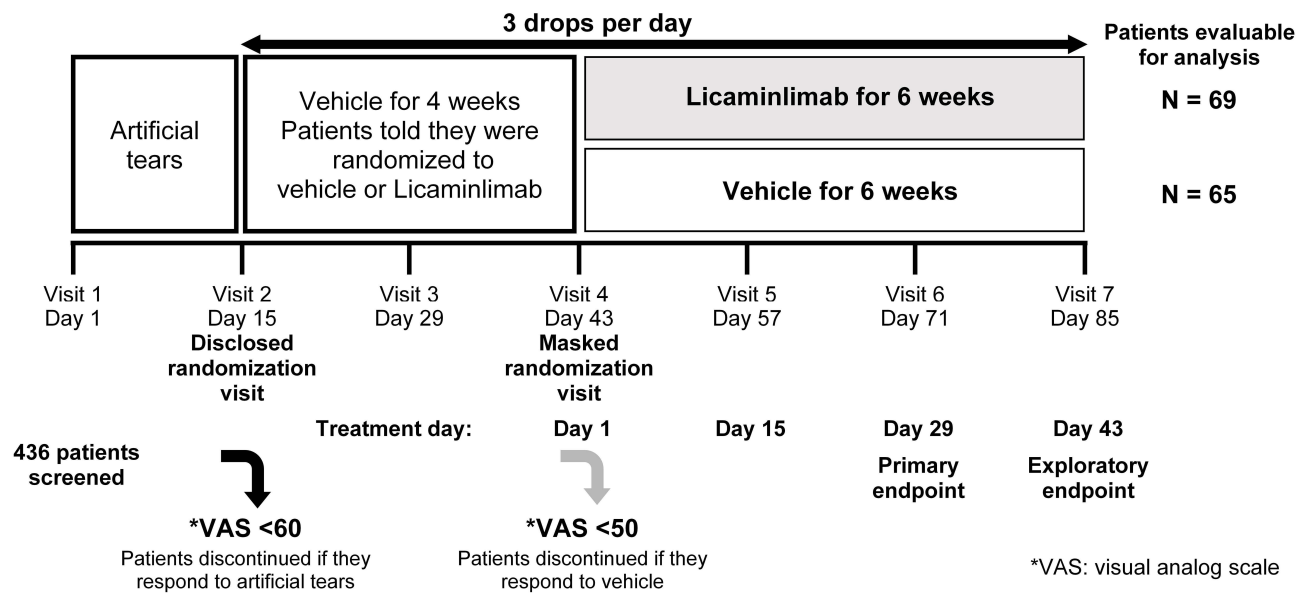 3 drops per day
Patients evaluable
for analysis
Artificial
tears
Vehicle for 4 weeks
Patients told they were
randomized to
vehicle or Licaminlimab
Licaminlimab for 6 weeks
N = 69
Vehicle for 6 weeks
N = 65
Visit 1
Day 1
Visit 2
Day 15
Disclosed
randomization
visit
Visit 3
Day 29
Visit 4
Day 43
Masked
randomization
visit
Visit 5
Day 57
Visit 6
Day 71
Visit 7
Day 85
Treatment day:
Day 1
Day 15
Day 29
Primary
endpoint
Day 43
Exploratory
endpoint
436 patients
screened
*VAS <60
Patients discontinued if they
respond to artificial tears
*VAS <50
Patients discontinued if they
respond to vehicle
*VAS: visual analog scale